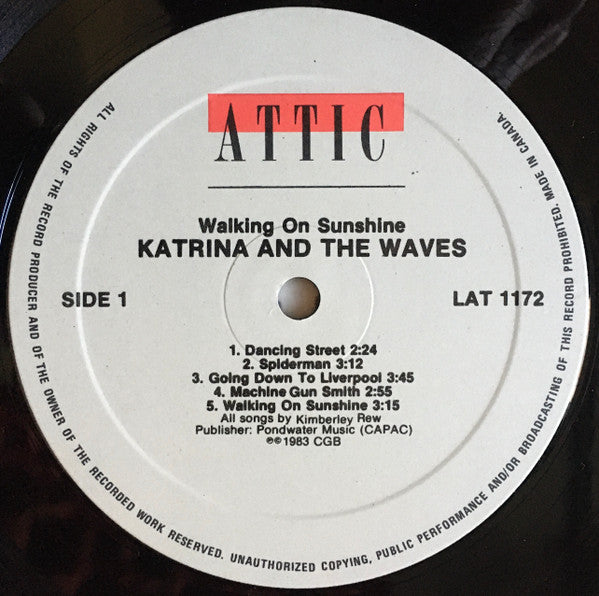 ATTIC
Walking On Sunshine
KATRINA AND THE WAVES
SIDE 1
LAT 1172
1. Dancing Street 2:24
2. Spiderman 3:12
3. Going Down To Liverpool 3:45
4. Machine Gun Smith 2:55
5. Walking On Sunshine 3:15
All songs by Kimberley Rew
Publisher: Pondwater Music (CAPAC)
℗©1983 CGB
ALL RIGHTS OF THE RECORD PRODUCER AND OF THE OWNER OF THE RECORDED WORK RESERVED. UNAUTHORIZED COPYING, PUBLIC PERFORMANCE AND/OR BROADCASTING OF THIS RECORD PROHIBITED. MADE IN CANADA.